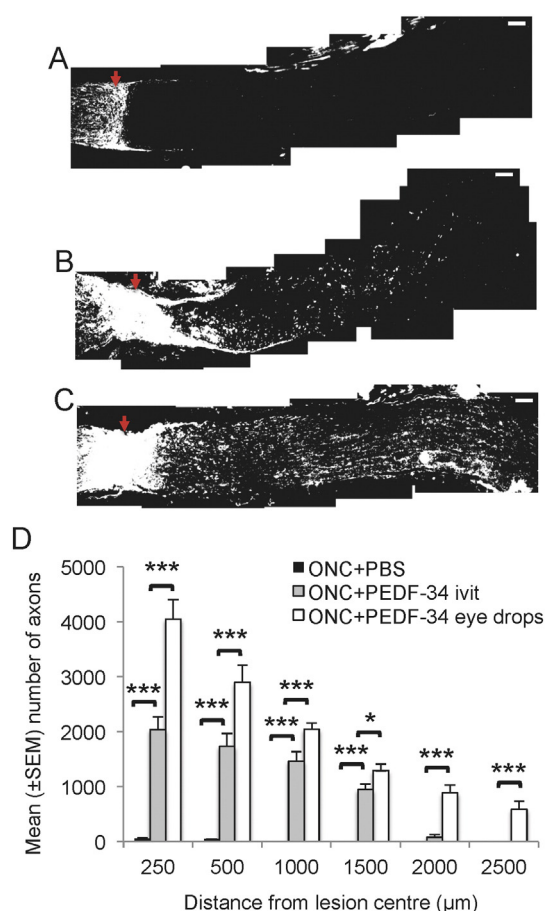 A
B
C
D
ONC+PBS
ONC+PEDF-34 ivit
ONC+PEDF-34 eye drops
Mean (±SEM) number of axons
5000
4000
3000
2000
1000
0
***
***
***
***
***
***
***
*
***
***
250 500 1000 1500 2000 2500
Distance from lesion centre (µm)